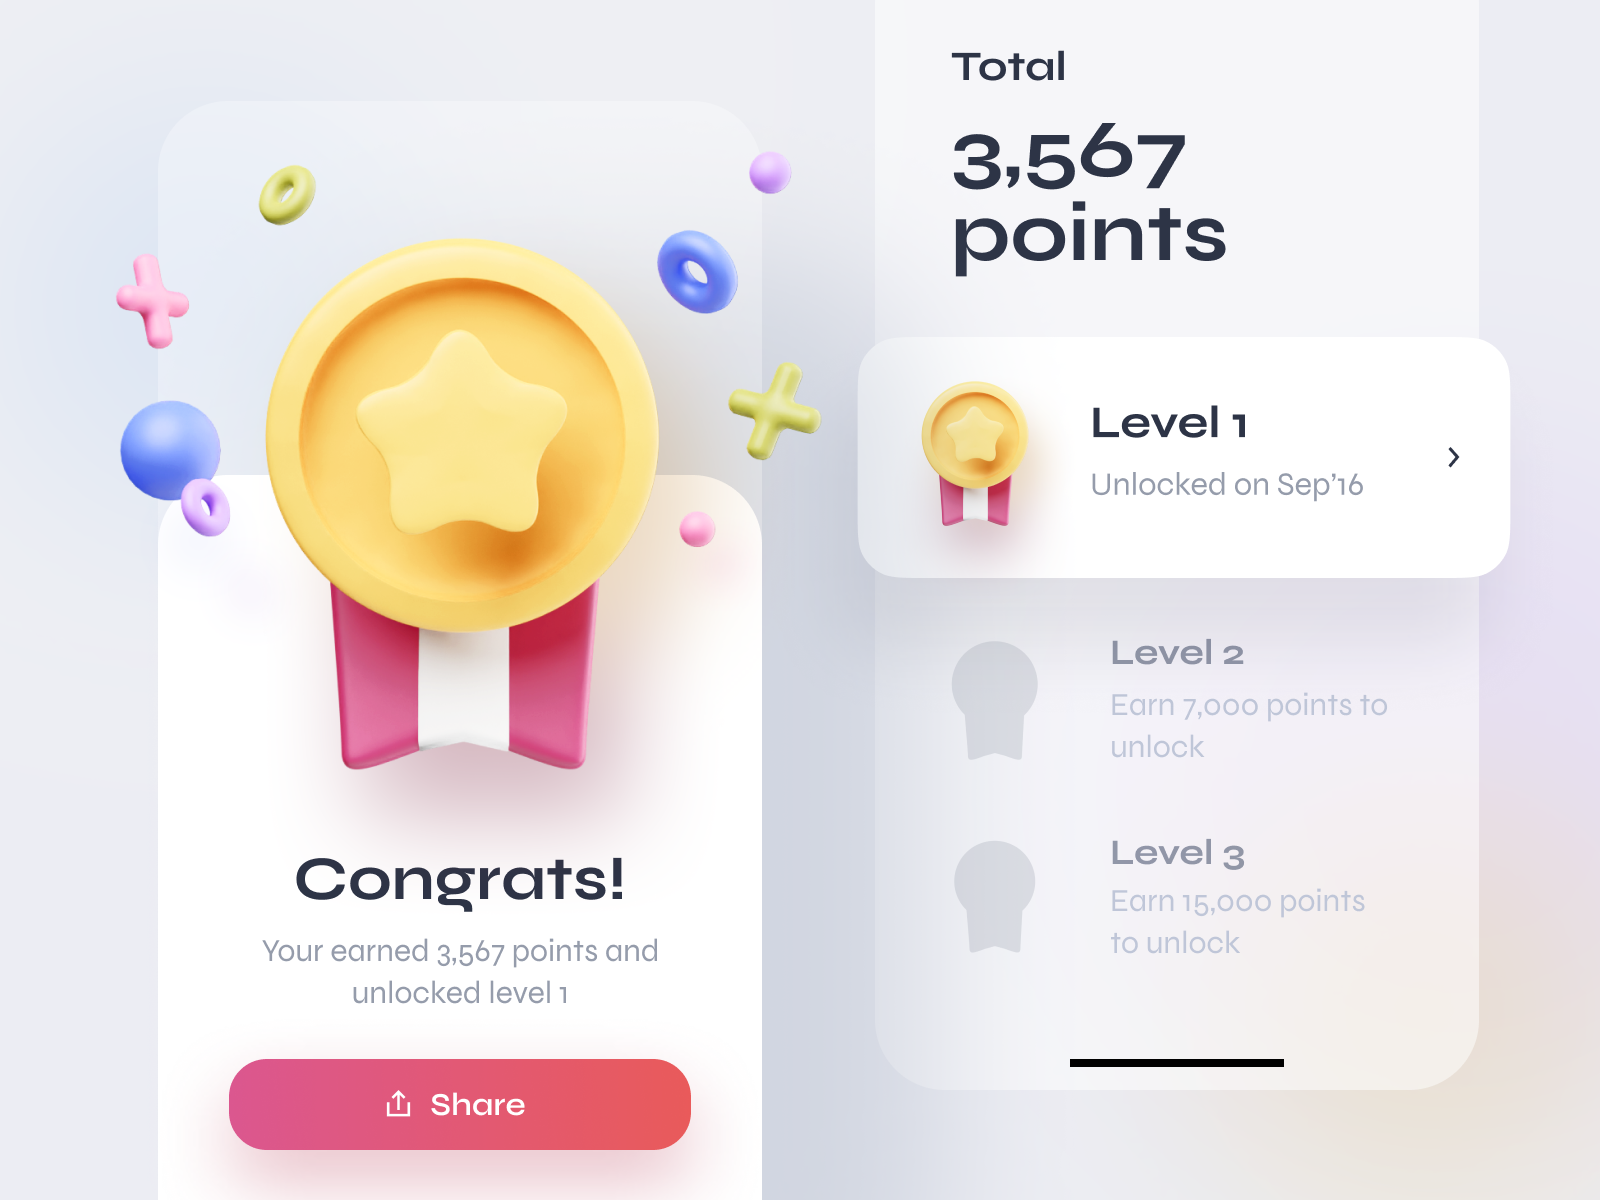 Congrats!
Your earned 3,567 points and
unlocked level 1
Share
Total
3,567
points
Level 1
Unlocked on Sep’16
Level 2
Earn 7,000 points to
unlock
Level 3
Earn 15,000 points
to unlock